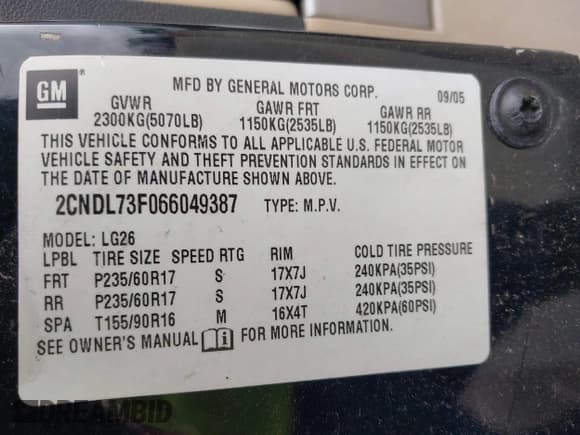 GM ®
MFD BY GENERAL MOTORS CORP. 09/05
GVWR GAWR FRT GAWR RR
2300KG(5070LB) 1150KG(2535LB) 1150KG(2535LB)
THIS VEHICLE CONFORMS TO ALL APPLICABLE U.S. FEDERAL MOTOR
VEHICLE SAFETY AND THEFT PREVENTION STANDARDS IN EFFECT ON
THE DATE OF MANUFACTURE SHOWN ABOVE.
2CNDL73F066049387 TYPE: M.P.V.
MODEL: LG26
LPBL TIRE SIZE SPEED RTG RIM COLD TIRE PRESSURE
FRT P235/60R17 S 17X7J 240KPA(35PSI)
RR P235/60R17 S 17X7J 240KPA(35PSI)
SPA T155/90R16 M 16X4T 420KPA(60PSI)
SEE OWNER'S MANUAL FOR MORE INFORMATION.
DREAMBID